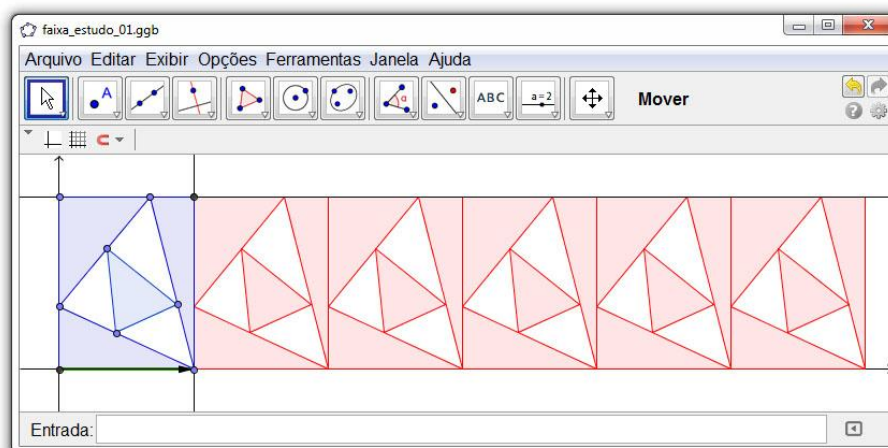 faixa_estudo_01.ggb
Arquivo Editar Exibir Opções Ferramentas Janela Ajuda
A α ABC a=2 Mover
Entrada: